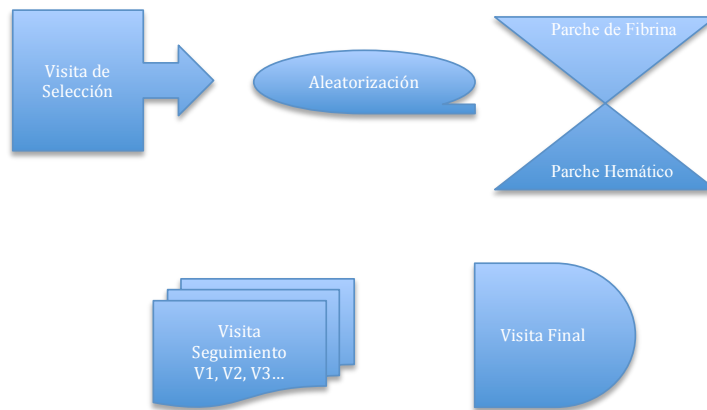 Visita de
Selección
Aleatorización
Parche de Fibrina
Parche Hemático
Visita
Seguimiento
V1, V2, V3...
Visita Final